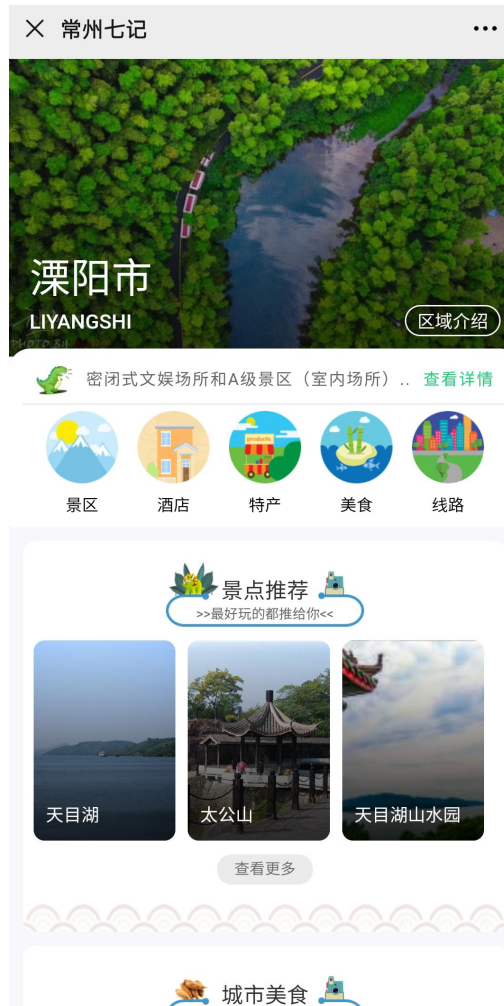 常州七记
溧阳市
LIYANGSHI
区域介绍
密闭式文娱场所和A级景区（室内场所）.. 查看详情
products
景区 酒店 特产 美食 线路
景点推荐
>>最好玩的都推给你<<
天目湖 太公山 天目湖山水园
查看更多
城市美食